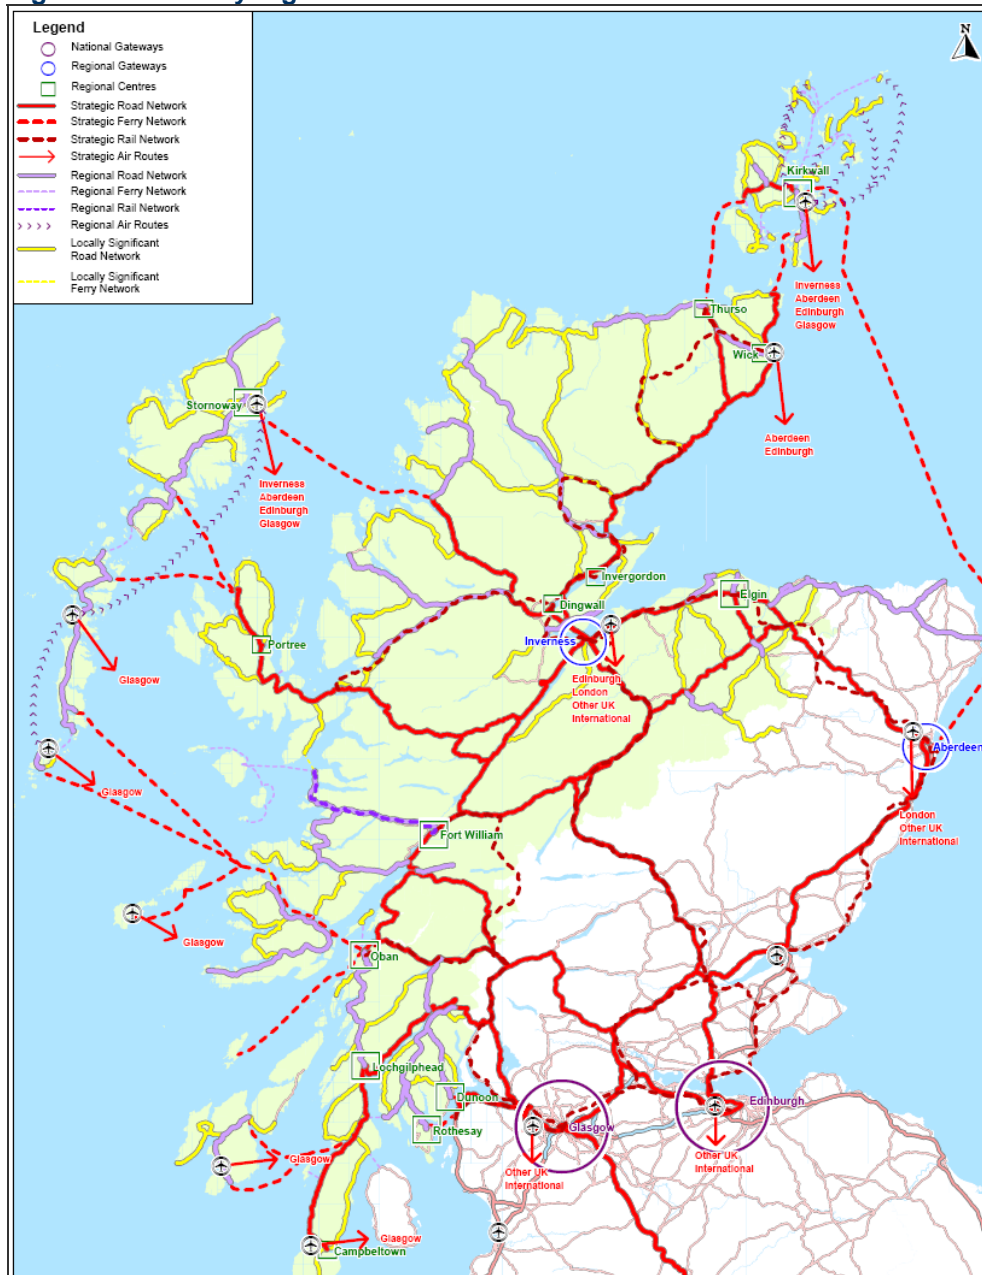 Legend
National Gateways
Regional Gateways
Regional Centres
Strategic Road Network
Strategic Ferry Network
Strategic Rail Network
Strategic Air Routes
Regional Road Network
Regional Ferry Network
Regional Rail Network
Regional Air Routes
Locally Significant
Road Network
Locally Significant
Ferry Network
N
Kirkwall
Inverness
Aberdeen
Edinburgh
Glasgow
Thurso
Wick
Aberdeen
Edinburgh
Stornoway
Inverness
Aberdeen
Edinburgh
Glasgow
Invergordon
Dingwall
Elgin
Inverness
Portree
Edinburgh
London
Other UK
International
Glasgow
Aberdeen
Glasgow
London
Other UK
International
Fort William
Glasgow
Oban
Lochgilphead
Dunoon
Edinburgh
Rothesay
Glasgow
Glasgow
Other UK
International
Other UK
International
Glasgow
Campbeltown